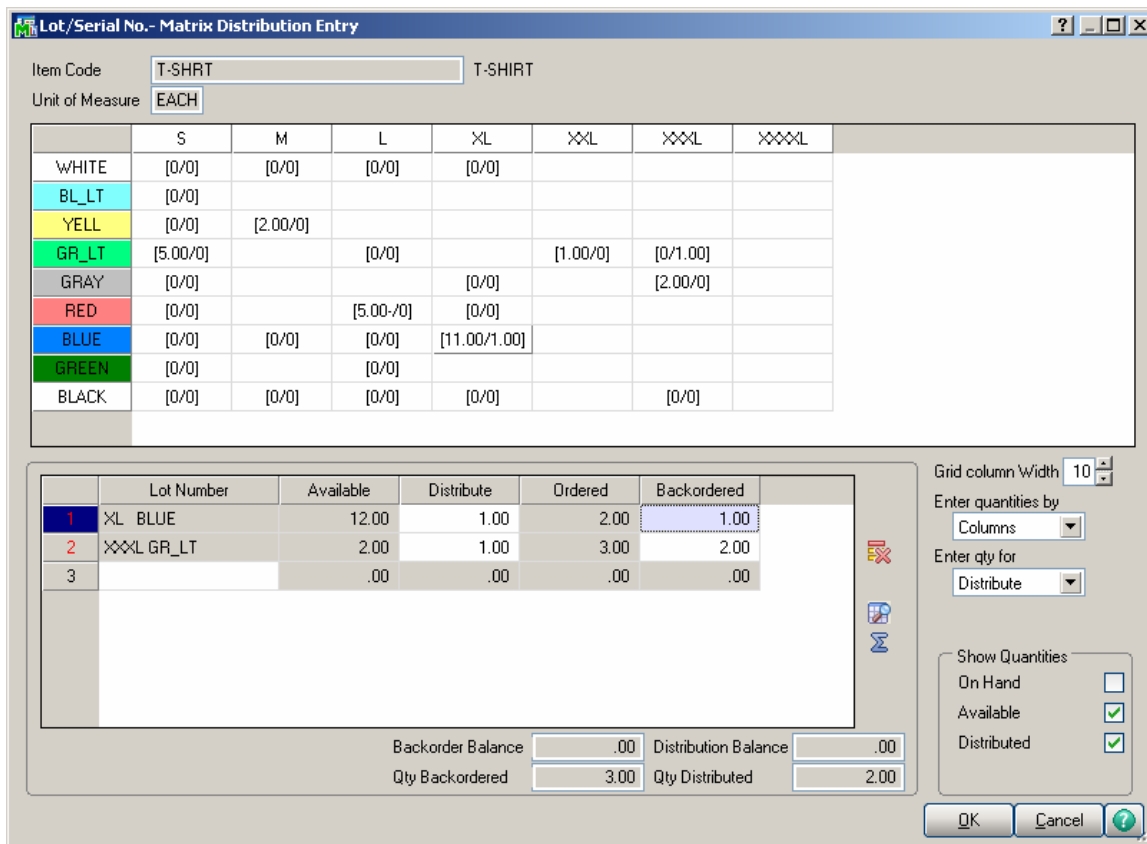 Lot/Serial No.- Matrix Distribution Entry
Item Code T-SHRT T-SHIRT
Unit of Measure EACH
S M L XL XXL XXXL XXXXL
WHITE [0/0] [0/0] [0/0] [0/0]
BL_LT [0/0]
YELL [0/0] [2.00/0]
GR_LT [5.00/0] [0/0] [1.00/0] [0/1.00]
GRAY [0/0] [0/0] [2.00/0]
RED [0/0] [5.00-/0] [0/0]
BLUE [0/0] [0/0] [0/0] [11.00/1.00]
GREEN [0/0] [0/0]
BLACK [0/0] [0/0] [0/0] [0/0] [0/0]
Grid column Width 10
Enter quantities by
Columns
Enter qty for
Distribute
Lot Number Available Distribute Ordered Backordered
1 XL BLUE 12.00 1.00 2.00 1.00
2 XXXL GR_LT 2.00 1.00 3.00 2.00
3 .00 .00 .00 .00
Show Quantities
On Hand
Available
Distributed
Backorder Balance .00 Distribution Balance .00
Qty Backordered 3.00 Qty Distributed 2.00
OK Cancel